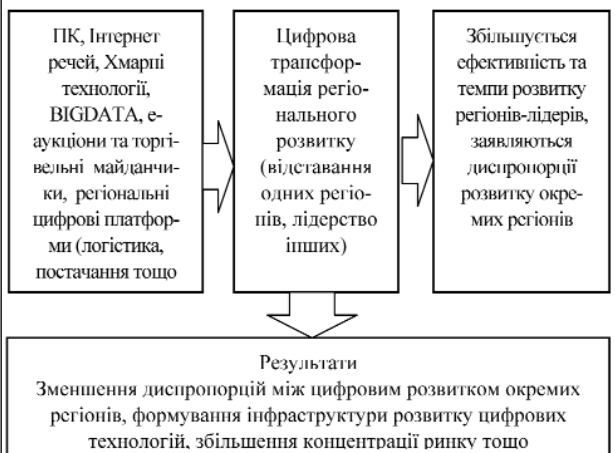 ПК, Інтернет
речей, Хмарні
технології,
BIGDATA, е-
аукціони та торгі-
вельні майданчи-
ки, регіональні
цифрові платфор-
ми (логістика,
постачання тощо
Цифрова
трансфор-
мація регіо-
нального
розвитку
(відставання
одних регіо-
нів, лідерство
інших)
Збільшується
ефективність та
темпи розвитку
регіонів-лідерів,
заявляються
диспропорції
розвитку окре-
мих регіонів
Результати
Зменшення диспропорцій між цифровим розвитком окремих
регіонів, формування інфраструктури розвитку цифрових
технологій, збільшення концентрації ринку тощо